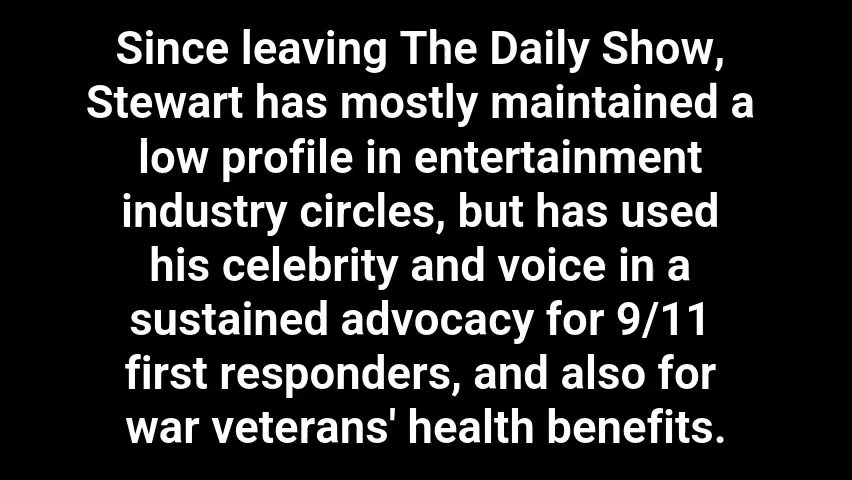 Since leaving The Daily Show,
Stewart has mostly maintained a
low profile in entertainment
industry circles, but has used
his celebrity and voice in a
sustained advocacy for 9/11
first responders, and also for
war veterans' health benefits.